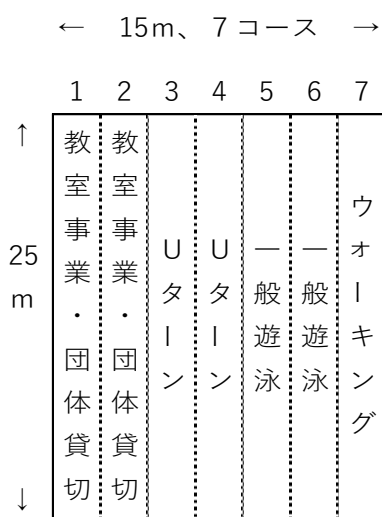 ← 15m、7コース →
1 2 3 4 5 6 7
↑
25
m
↓
教室事業・団体貸切
教室事業・団体貸切
Uターン
Uターン
一般遊泳
一般遊泳
ウォーキング